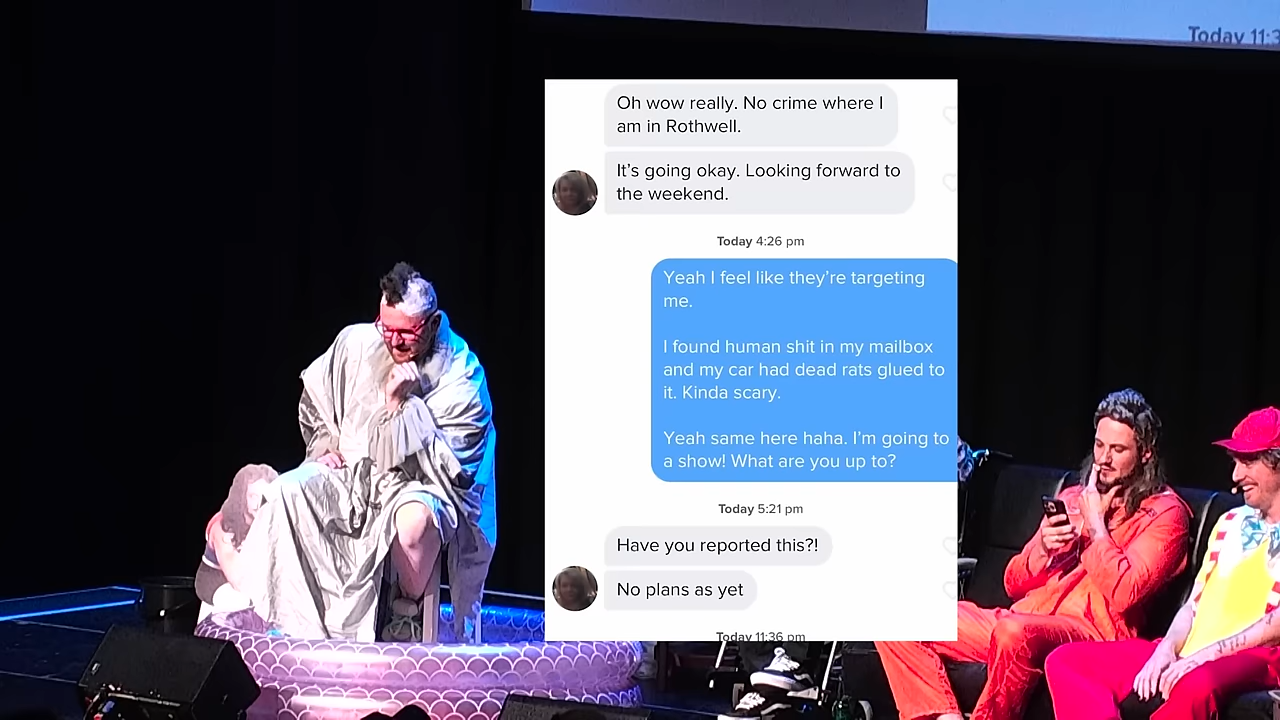 Today 11:3
Oh wow really. No crime where I
am in Rothwell.
It's going okay. Looking forward to
the weekend.
Today 4:26 pm
Yeah I feel like they're targeting
me.
I found human shit in my mailbox
and my car had dead rats glued to
it. Kinda scary.
Yeah same here haha. I'm going to
a show! What are you up to?
Today 5:21 pm
Have you reported this?!
No plans as yet
Today 11:36 pm